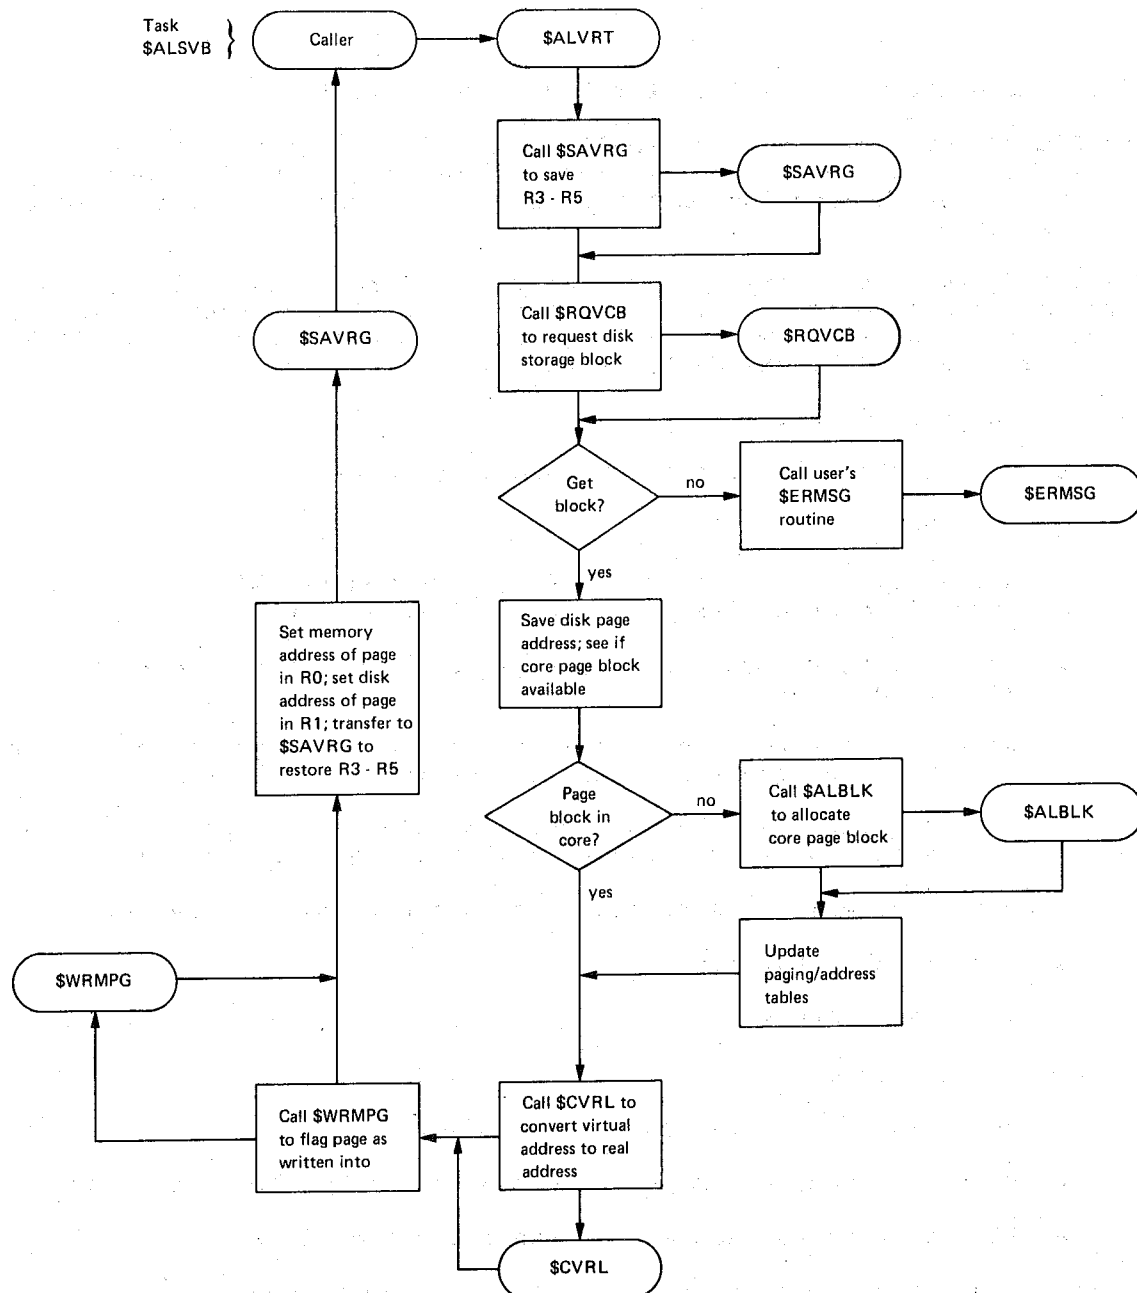 Task
$ALSVB
Caller
$ALVRT
Call $SAVRG
to save
R3 - R5
$SAVRG
Call $RQVCB
to request disk
storage block
$RQVCB
$SAVRG
Get
block?
no
Call user's
$ERMSG
routine
$ERMSG
yes
Save disk page
address; see if
core page block
available
Set memory
address of page
in R0; set disk
address of page
in R1; transfer to
$SAVRG to
restore R3 - R5
Page
block in
core?
no
Call $ALBLK
to allocate
core page block
$ALBLK
yes
Update
paging/address
tables
$WRMPG
Call $WRMPG
to flag page as
written into
Call $CVRL to
convert virtual
address to real
address
$CVRL